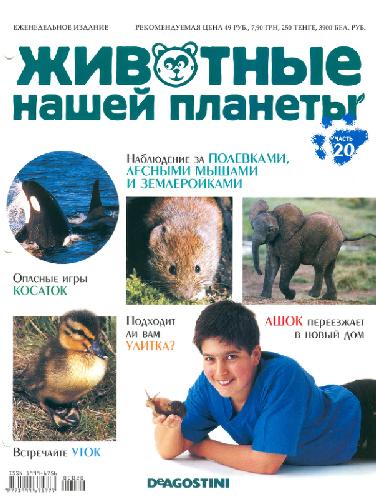 ЕЖЕНЕДЕЛЬНОЕ ИЗДАНИЕ
РЕКОМЕНДУЕМАЯ ЦЕНА 49 РУБ., 7,90 ГРН, 250 ТЕНГЕ, 3900 БЕЛ. РУБ.
ЖИВОТНЫЕ
НАШЕЙ ПЛАНЕТЫ
ЧАСТЬ
20
НАБЛЮДЕНИЕ ЗА ПОЛЕВКАМИ,
ЛЕСНЫМИ МЫШАМИ
И ЗЕМЛЕРОЙКАМИ
ОПАСНЫЕ ИГРЫ
КОСАТОК
ПОДХОДИТ
ЛИ ВАМ
УЛИТКА?
АШОК ПЕРЕЕЗЖАЕТ
В НОВЫЙ ДОМ
ВСТРЕЧАЙТЕ УТОК
DEAGOSTINI